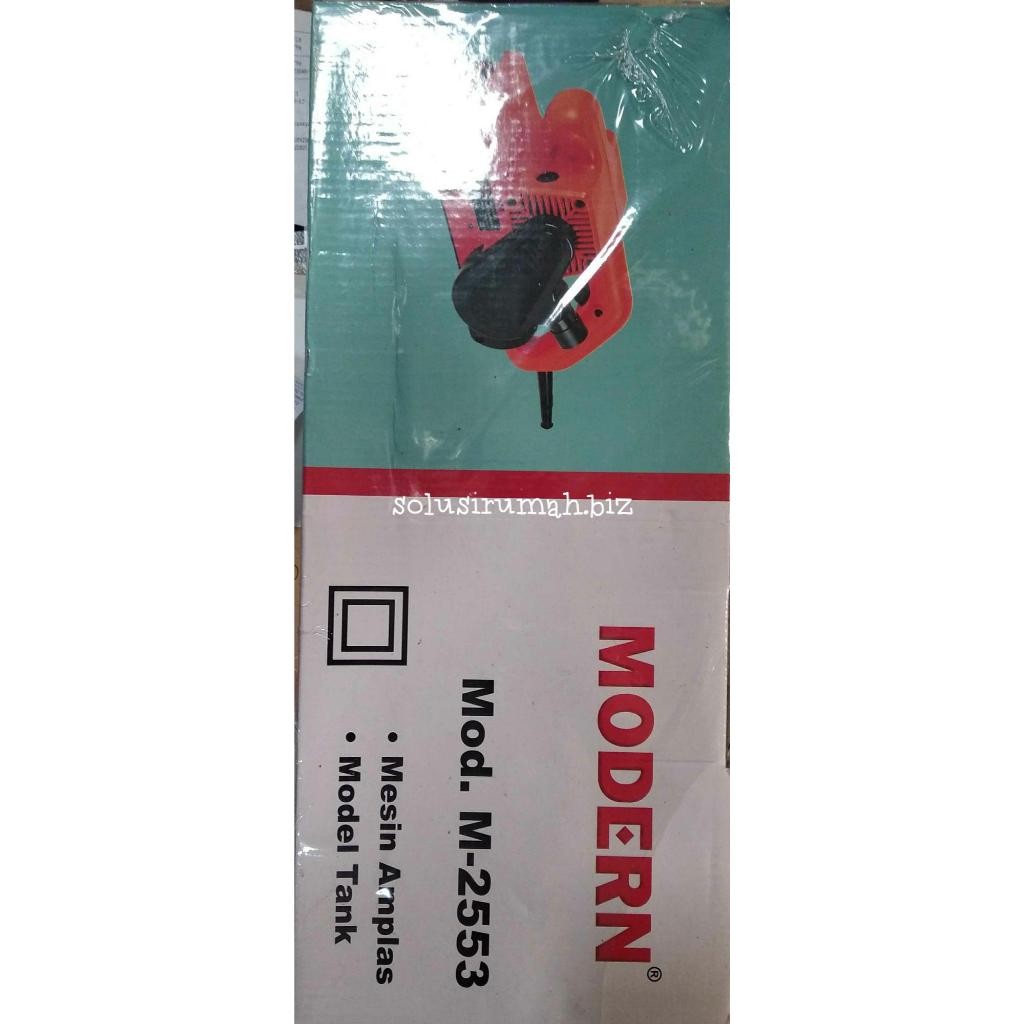 MODERN®
Mod. M-2553
• Mesin Amplas
• Model Tank
solusirumah.biz